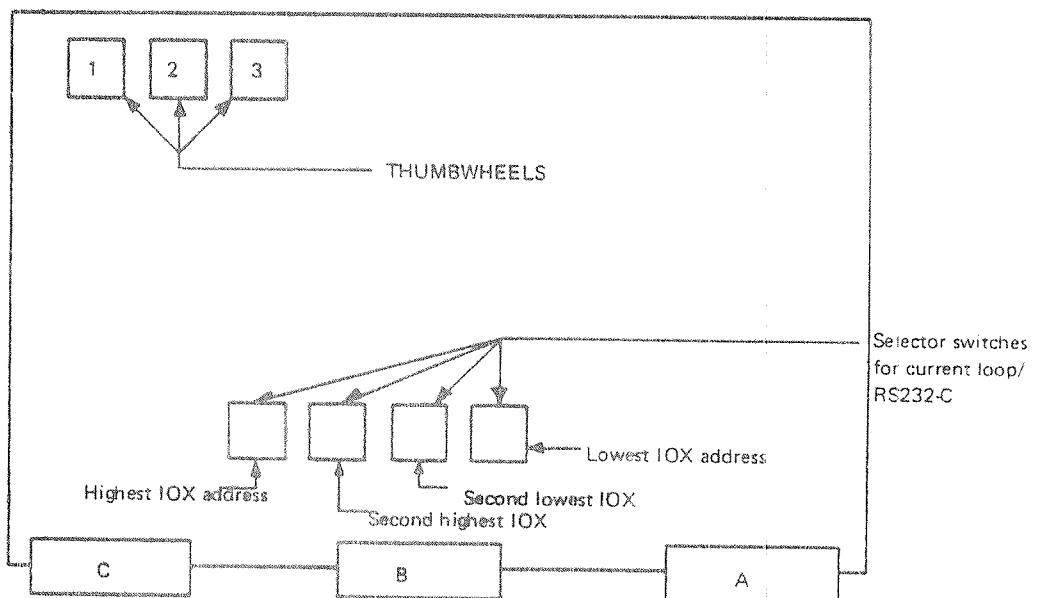 1 2 3
THUMBWHEELS
Selector switches
for current loop/
RS232-C
Lowest IOX address
Highest IOX address
Second lowest IOX
Second highest IOX
C B A